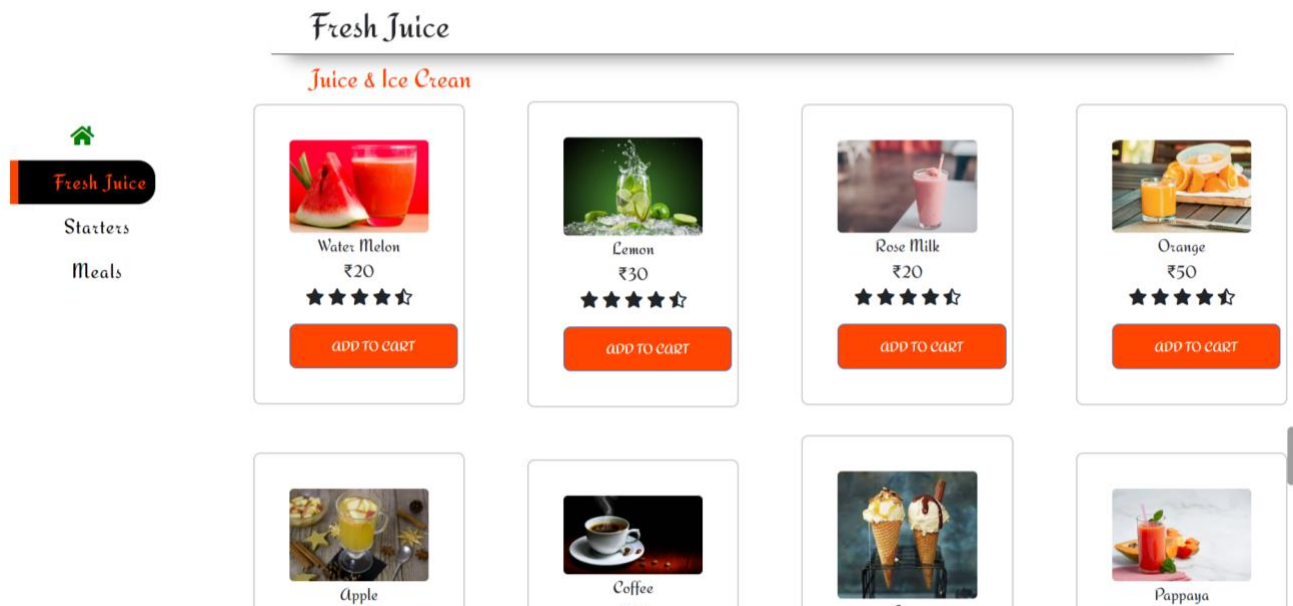 Fresh Juice
Juice & Ice Crean
Fresh Juice
Starters
Meals
Water Melon
₹20
ADD TO CART
Lemon
₹30
ADD TO CART
Rose Milk
₹20
ADD TO CART
Orange
₹50
ADD TO CART
Apple
Coffee
Pappaya